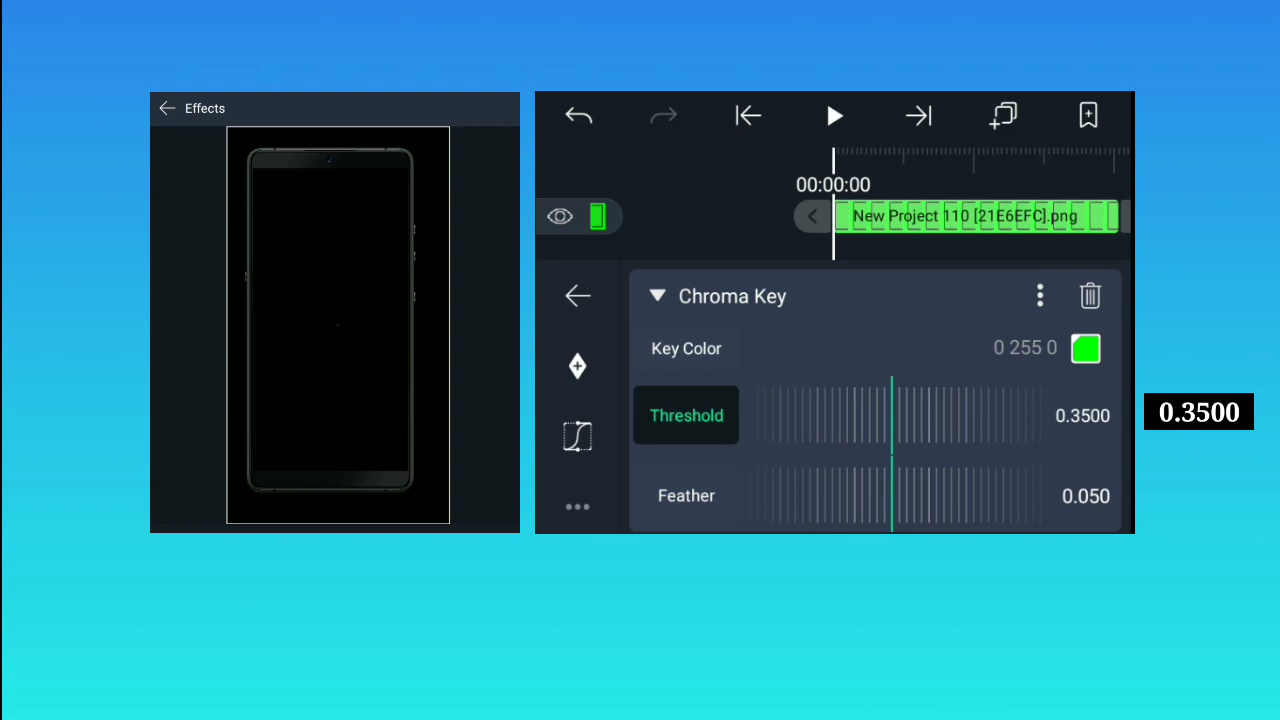 Effects
00:00:00
New Project 110 [21E6EFC].png
Chroma Key
Key Color 0 255 0
Threshold 0.3500
0.3500
Feather 0.050